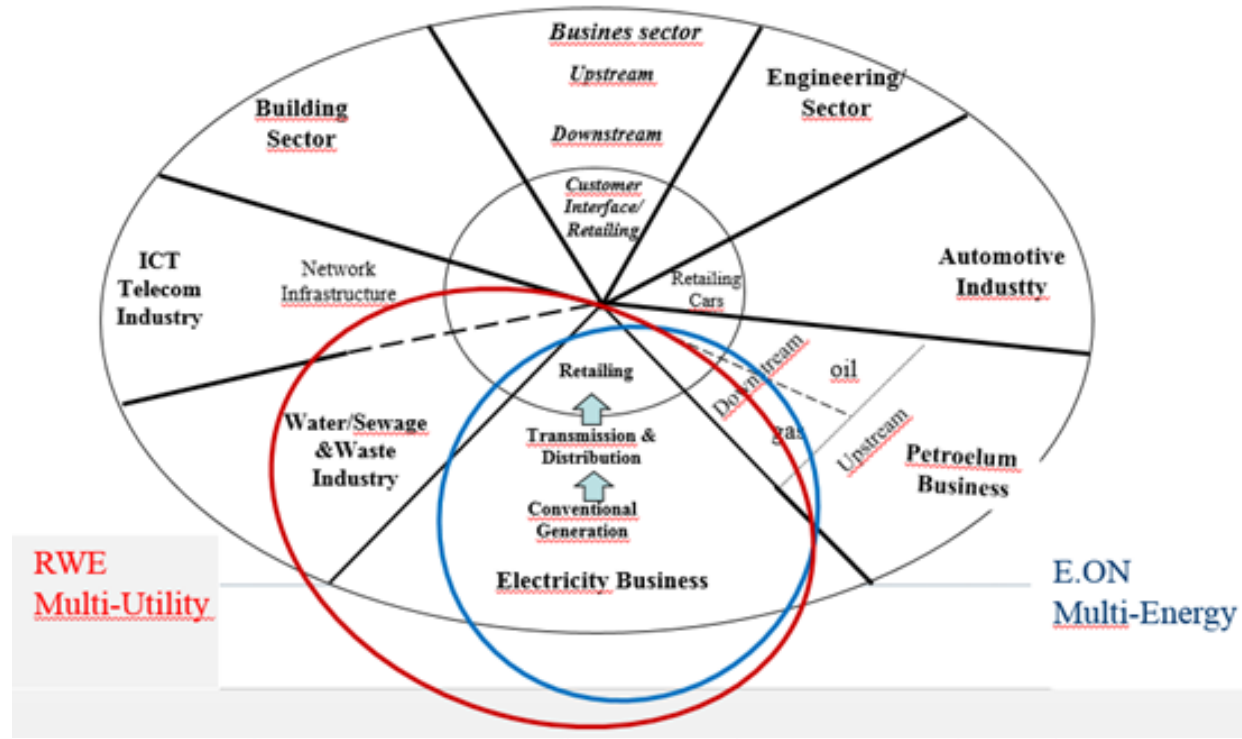 Busines sector
Upstream
Downstream
Customer
Interface/
Retailing
Engineering/
Sector
Building
Sector
ICT
Telecom
Industry
Network
Infrastructure
Retailing
Cars
Automotive
Industty
Downstream
oil
gas
Upstream
Petroelum
Business
Water/Sewage
&Waste
Industry
Retailing
Transmission &
Distribution
Conventional
Generation
Electricity Business
RWE
Multi-Utility
E.ON
Multi-Energy